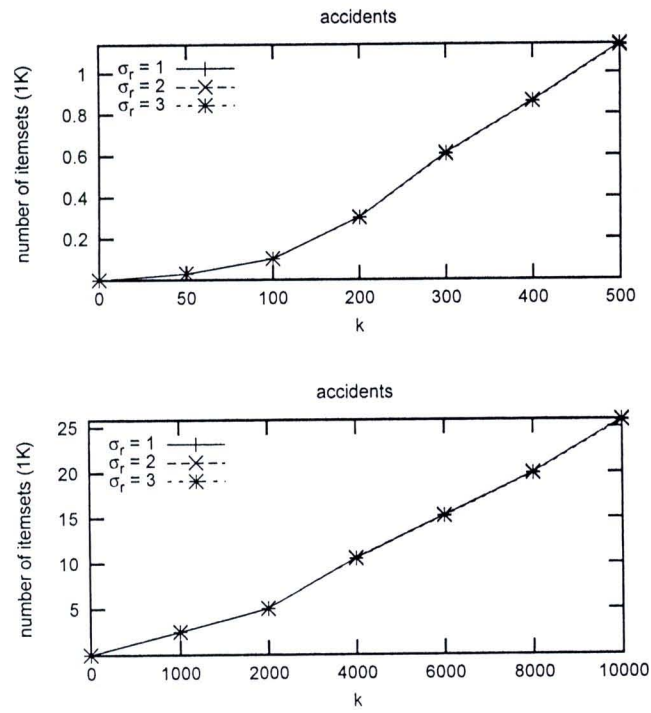 accidents
number of itemsets (1K)
σr = 1
σr = 2
σr = 3
1
0.8
0.6
0.4
0.2
0 50 100 200 300 400 500
k
accidents
number of itemsets (1K)
σr = 1
σr = 2
σr = 3
25
20
15
10
5
0 1000 2000 4000 6000 8000 10000
k